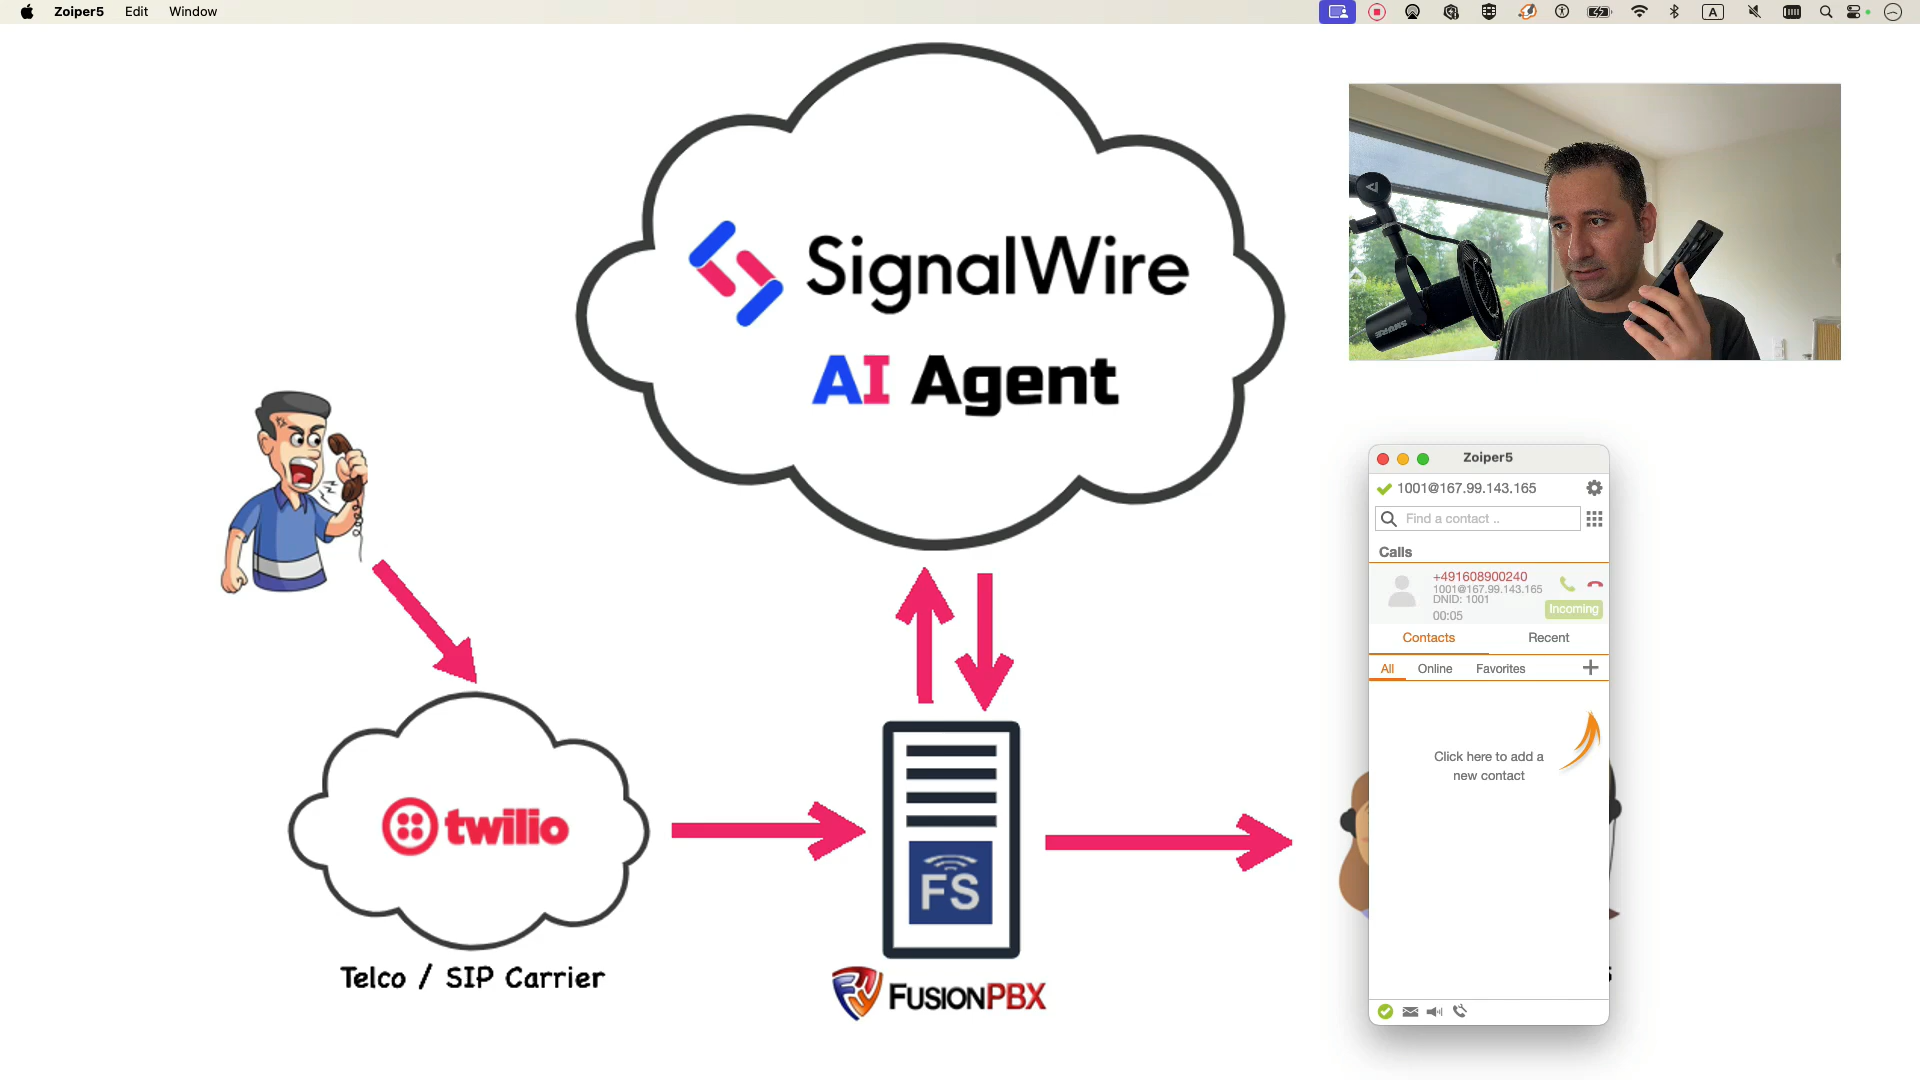 Zoiper5 Edit Window
A
SignalWire
AI Agent
SHURE
twilio
Telco / SIP Carrier
FS
FUSIONPBX
Zoiper5
1001@167.99.143.165
Find a contact ..
Calls
+491608900240
1001@167.99.143.165
DNID: 1001
Incoming
00:05
Contacts Recent
All Online Favorites +
Click here to add a
new contact
s